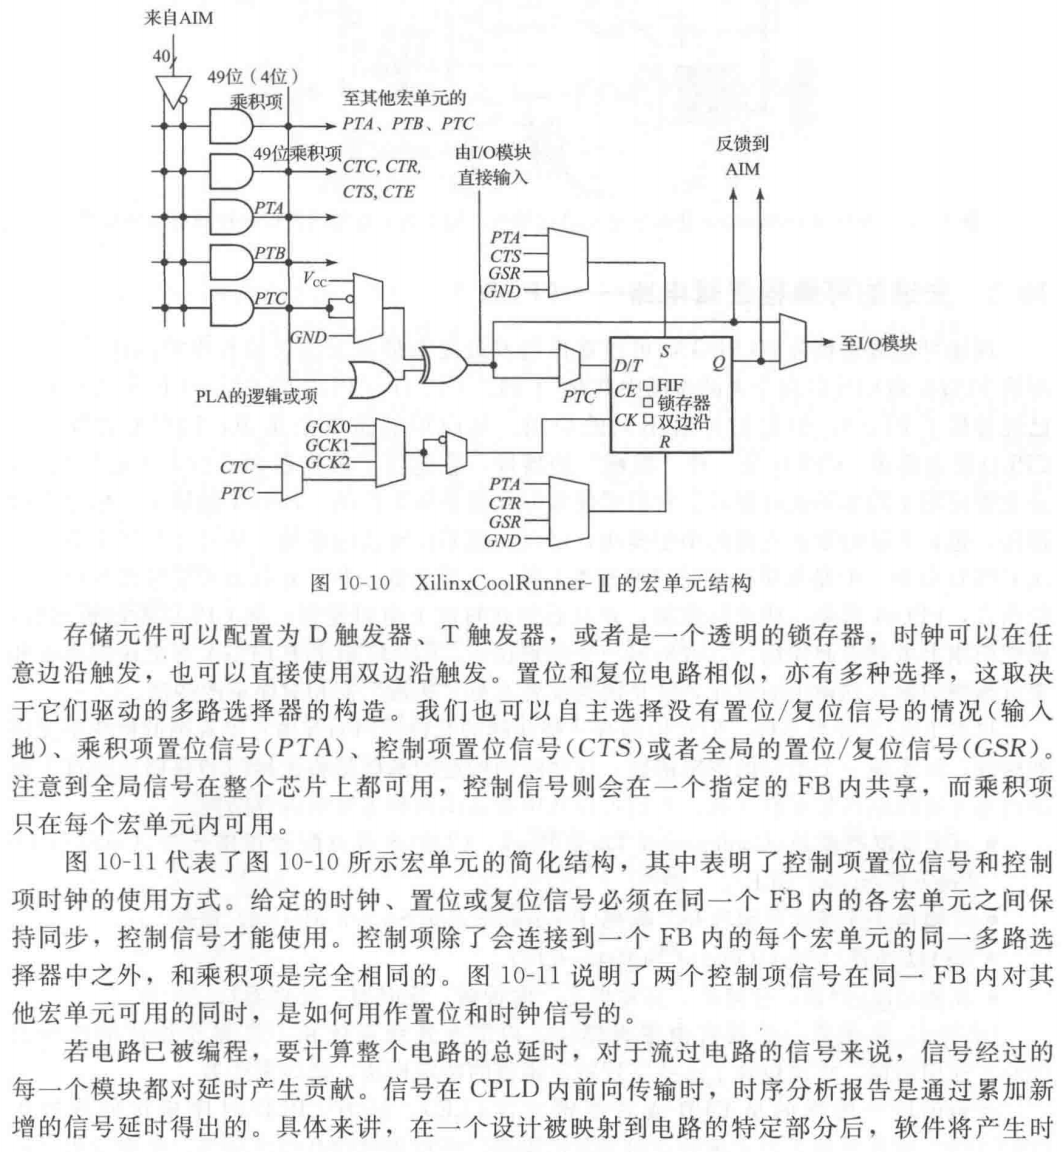 来自AIM
40
49位（4位）
乘积项
至其他宏单元的
PTA、PTB、PTC
49位乘积项
CTC, CTR,
CTS, CTE
由I/O模块
直接输入
反馈到
AIM
PTA
PTB
PTC
VCC
GND
PTA
CTS
GSR
GND
PLA的逻辑或项
GCK0
GCK1
GCK2
CTC
PTC
PTC
D/T
S
Q
CE
FIF
锁存器
CK
双边沿
R
至I/O模块
PTA
CTR
GSR
GND
图 10-10 XilinxCoolRunner-Ⅱ的宏单元结构
存储元件可以配置为 D 触发器、T 触发器，或者是一个透明的锁存器，时钟可以在任
意边沿触发，也可以直接使用双边沿触发。置位和复位电路相似，亦有多种选择，这取决
于它们驱动的多路选择器的构造。我们也可以自主选择没有置位/复位信号的情况(输入
地)、乘积项置位信号(PTA)、控制项置位信号(CTS)或者全局的置位/复位信号(GSR)。
注意到全局信号在整个芯片上都可用，控制信号则会在一个指定的 FB 内共享，而乘积项
只在每个宏单元内可用。
图 10-11 代表了图 10-10 所示宏单元的简化结构，其中表明了控制项置位信号和控制
项时钟的使用方式。给定的时钟、置位或复位信号必须在同一个 FB 内的各宏单元之间保
持同步，控制信号才能使用。控制项除了会连接到一个 FB 内的每个宏单元的同一多路选
择器中之外，和乘积项是完全相同的。图 10-11 说明了两个控制项信号在同一 FB 内对其
他宏单元可用的同时，是如何用作置位和时钟信号的。
若电路已被编程，要计算整个电路的总延时，对于流过电路的信号来说，信号经过的
每一个模块都对延时产生贡献。信号在 CPLD 内前向传输时，时序分析报告是通过累加新
增的信号延时得出的。具体来讲，在一个设计被映射到电路的特定部分后，软件将产生时